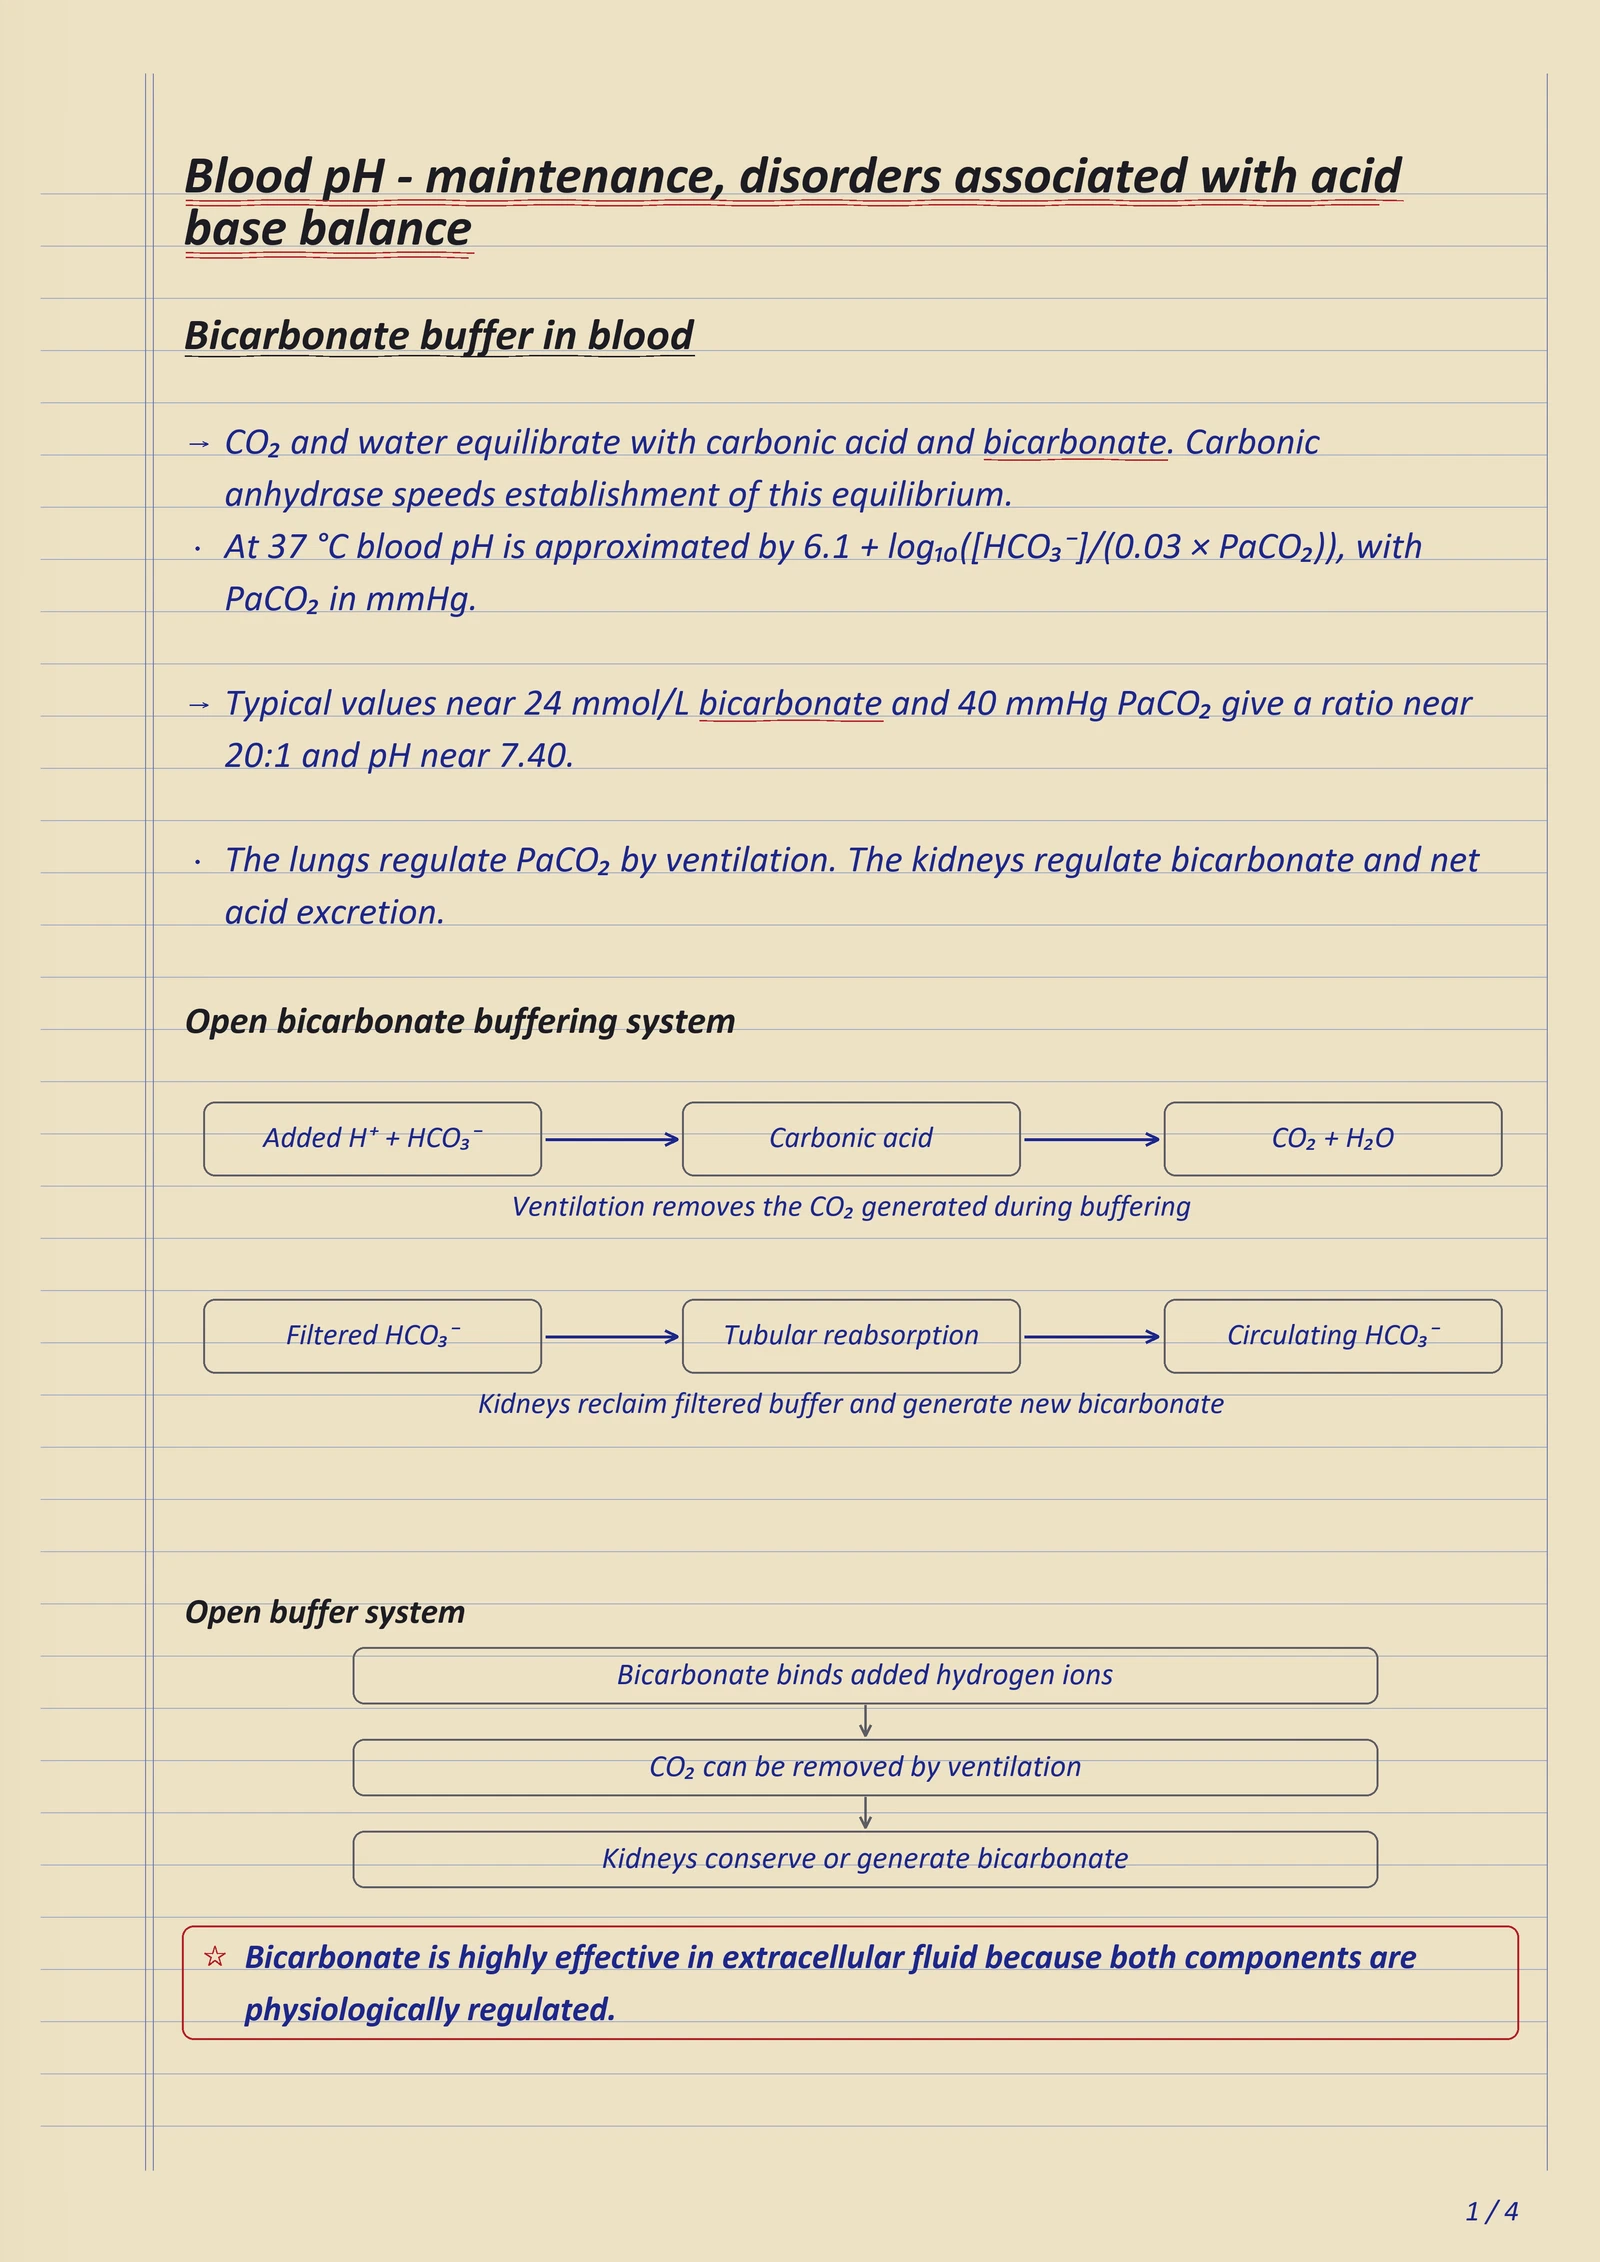 Blood pH - maintenance, disorders associated with acid
base balance
Bicarbonate buffer in blood
→ CO₂ and water equilibrate with carbonic acid and bicarbonate. Carbonic
anhydrase speeds establishment of this equilibrium.
· At 37 °C blood pH is approximated by 6.1 + log₁₀([HCO₃⁻]/(0.03 × PaCO₂)), with
PaCO₂ in mmHg.
→ Typical values near 24 mmol/L bicarbonate and 40 mmHg PaCO₂ give a ratio near
20:1 and pH near 7.40.
· The lungs regulate PaCO₂ by ventilation. The kidneys regulate bicarbonate and net
acid excretion.
Open bicarbonate buffering system
Added H⁺ + HCO₃⁻
Carbonic acid
CO₂ + H₂O
Ventilation removes the CO₂ generated during buffering
Filtered HCO₃⁻
Tubular reabsorption
Circulating HCO₃⁻
Kidneys reclaim filtered buffer and generate new bicarbonate
Open buffer system
Bicarbonate binds added hydrogen ions
CO₂ can be removed by ventilation
Kidneys conserve or generate bicarbonate
☆ Bicarbonate is highly effective in extracellular fluid because both components are
physiologically regulated.
1 / 4